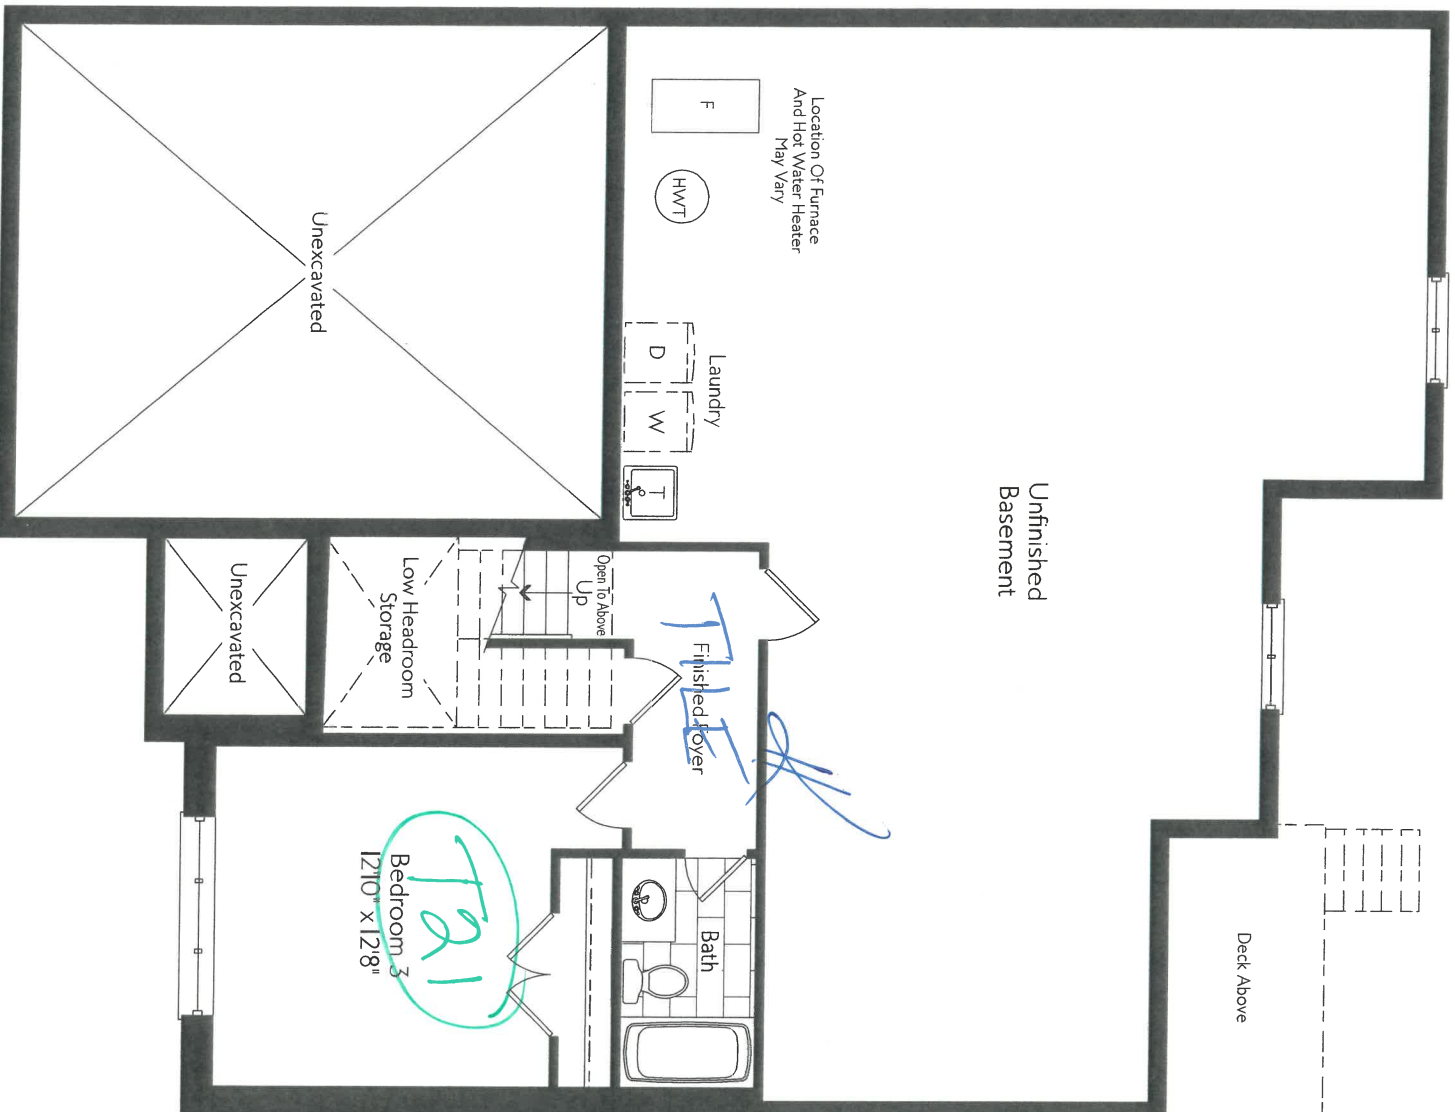 Location Of Furnace
And Hot Water Heater
May Vary
F
HWT
Unexcavated
Laundry
D
W
T
Unfinished
Basement
Open To Above
Up
Low Headroom
Storage
Unexcavated
Finished Foyer
TILE
Bath
T21
Bedroom 3
12'10" x 12'8"
Deck Above